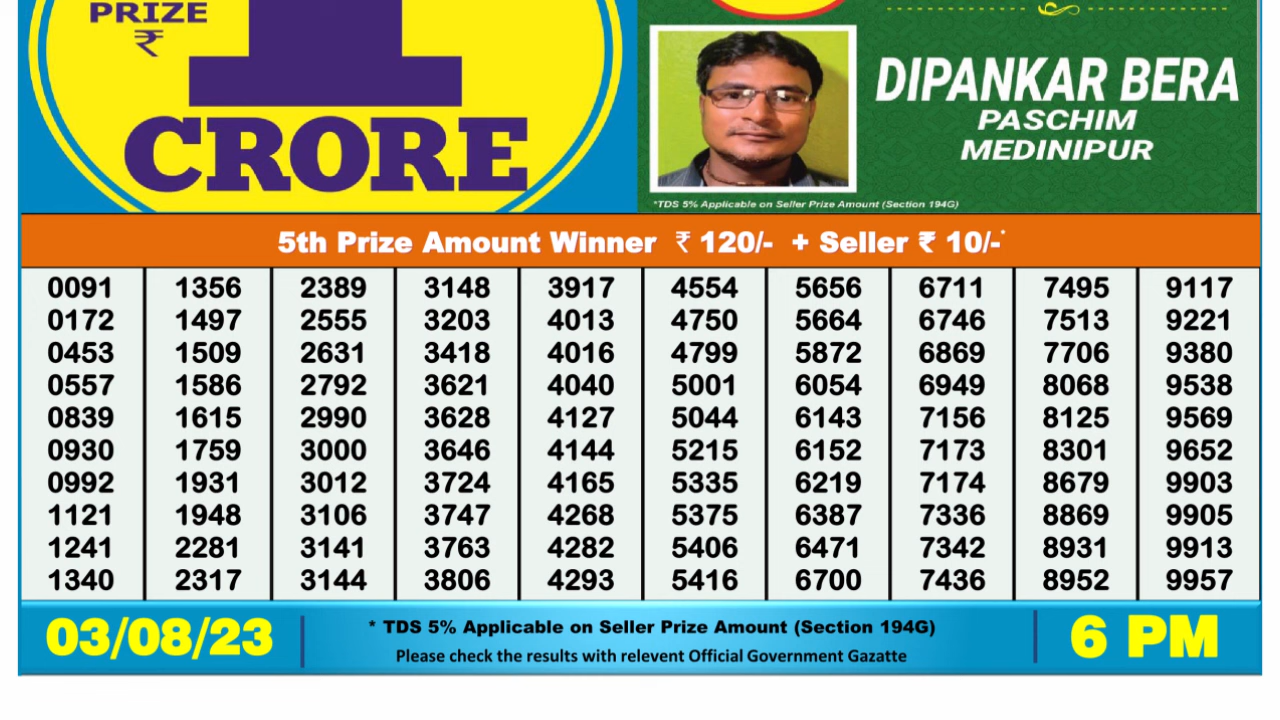 PRIZE
₹
1
CRORE
DIPANKAR BERA
PASCHIM
MEDINIPUR
*TDS 5% Applicable on Seller Prize Amount (Section 194G)
5th Prize Amount Winner ₹ 120/- + Seller ₹ 10/-*
0091 1356 2389 3148 3917 4554 5656 6711 7495 9117
0172 1497 2555 3203 4013 4750 5664 6746 7513 9221
0453 1509 2631 3418 4016 4799 5872 6869 7706 9380
0557 1586 2792 3621 4040 5001 6054 6949 8068 9538
0839 1615 2990 3628 4127 5044 6143 7156 8125 9569
0930 1759 3000 3646 4144 5215 6152 7173 8301 9652
0992 1931 3012 3724 4165 5335 6219 7174 8679 9903
1121 1948 3106 3747 4268 5375 6387 7336 8869 9905
1241 2281 3141 3763 4282 5406 6471 7342 8931 9913
1340 2317 3144 3806 4293 5416 6700 7436 8952 9957
03/08/23
* TDS 5% Applicable on Seller Prize Amount (Section 194G)
Please check the results with relevent Official Government Gazatte
6 PM